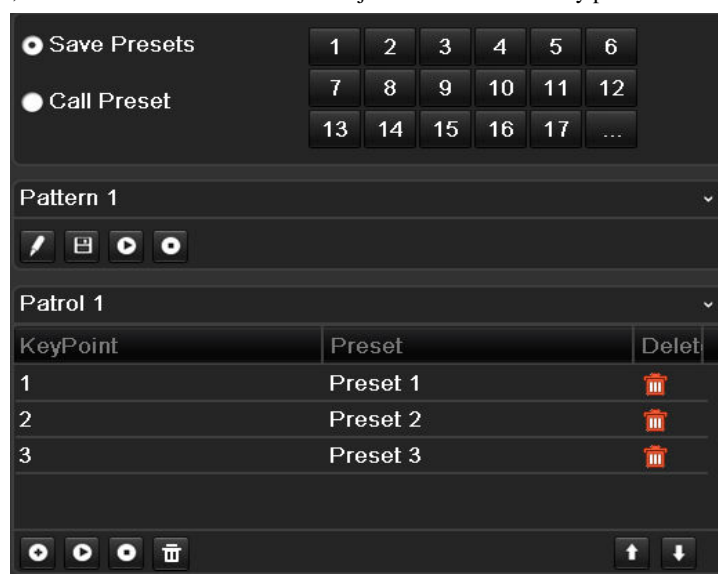 Save Presets
Call Preset
1 2 3 4 5 6
7 8 9 10 11 12
13 14 15 16 17 ...
Pattern 1
Patrol 1
KeyPoint Preset Delet
1 Preset 1
2 Preset 2
3 Preset 3